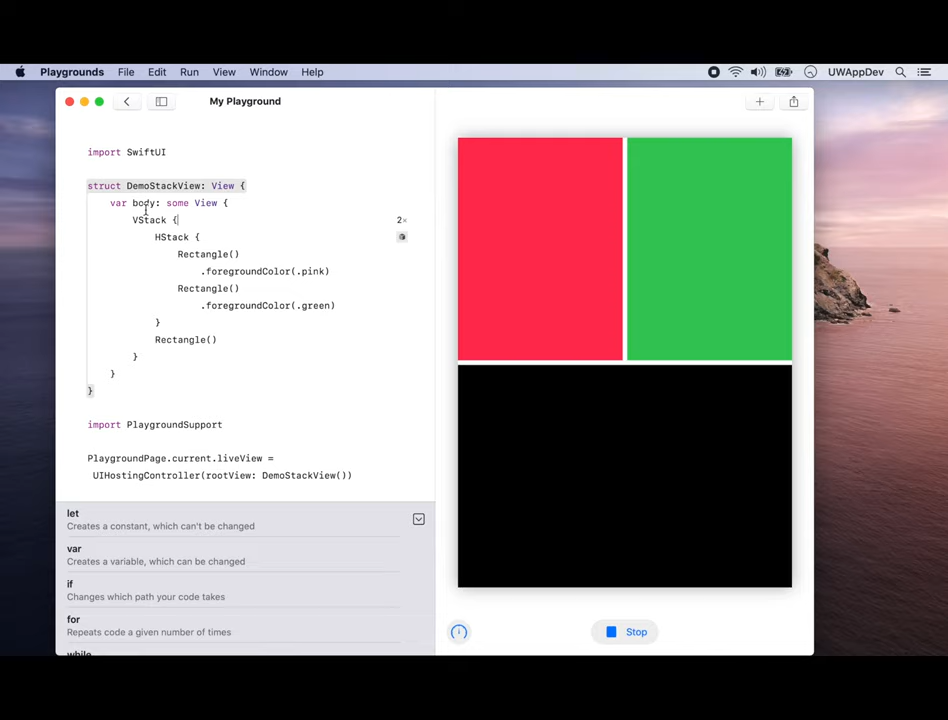 Playgrounds File Edit Run View Window Help UWAppDev
My Playground
import SwiftUI
struct DemoStackView: View {
var body: some View {
VStack {
2×
HStack {
Rectangle()
.foregroundColor(.pink)
Rectangle()
.foregroundColor(.green)
}
Rectangle()
}
}
}
import PlaygroundSupport
PlaygroundPage.current.liveView =
UIHostingController(rootView: DemoStackView())
let
Creates a constant, which can't be changed
var
Creates a variable, which can be changed
if
Changes which path your code takes
for
Repeats code a given number of times
while
Stop